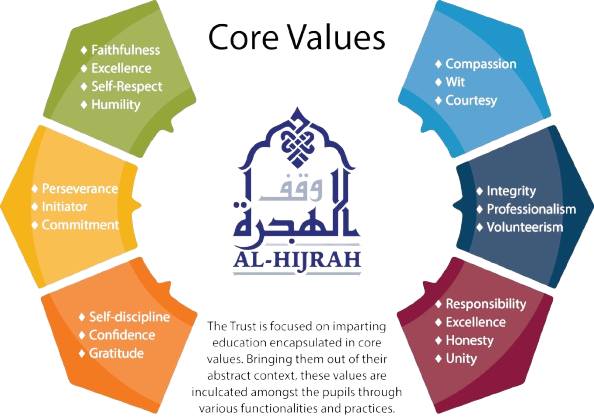 Core Values
♦ Faithfulness
♦ Excellence
♦ Self-Respect
♦ Humility
♦ Compassion
♦ Wit
♦ Courtesy
♦ Perseverance
♦ Initiator
♦ Commitment
وقف
الهجرة
AL-HIJRAH
♦ Integrity
♦ Professionalism
♦ Volunteerism
♦ Self-discipline
♦ Confidence
♦ Gratitude
♦ Responsibility
♦ Excellence
♦ Honesty
♦ Unity
The Trust is focused on imparting
education encapsulated in core
values. Bringing them out of their
abstract context, these values are
inculcated amongst the pupils through
various functionalities and practices.